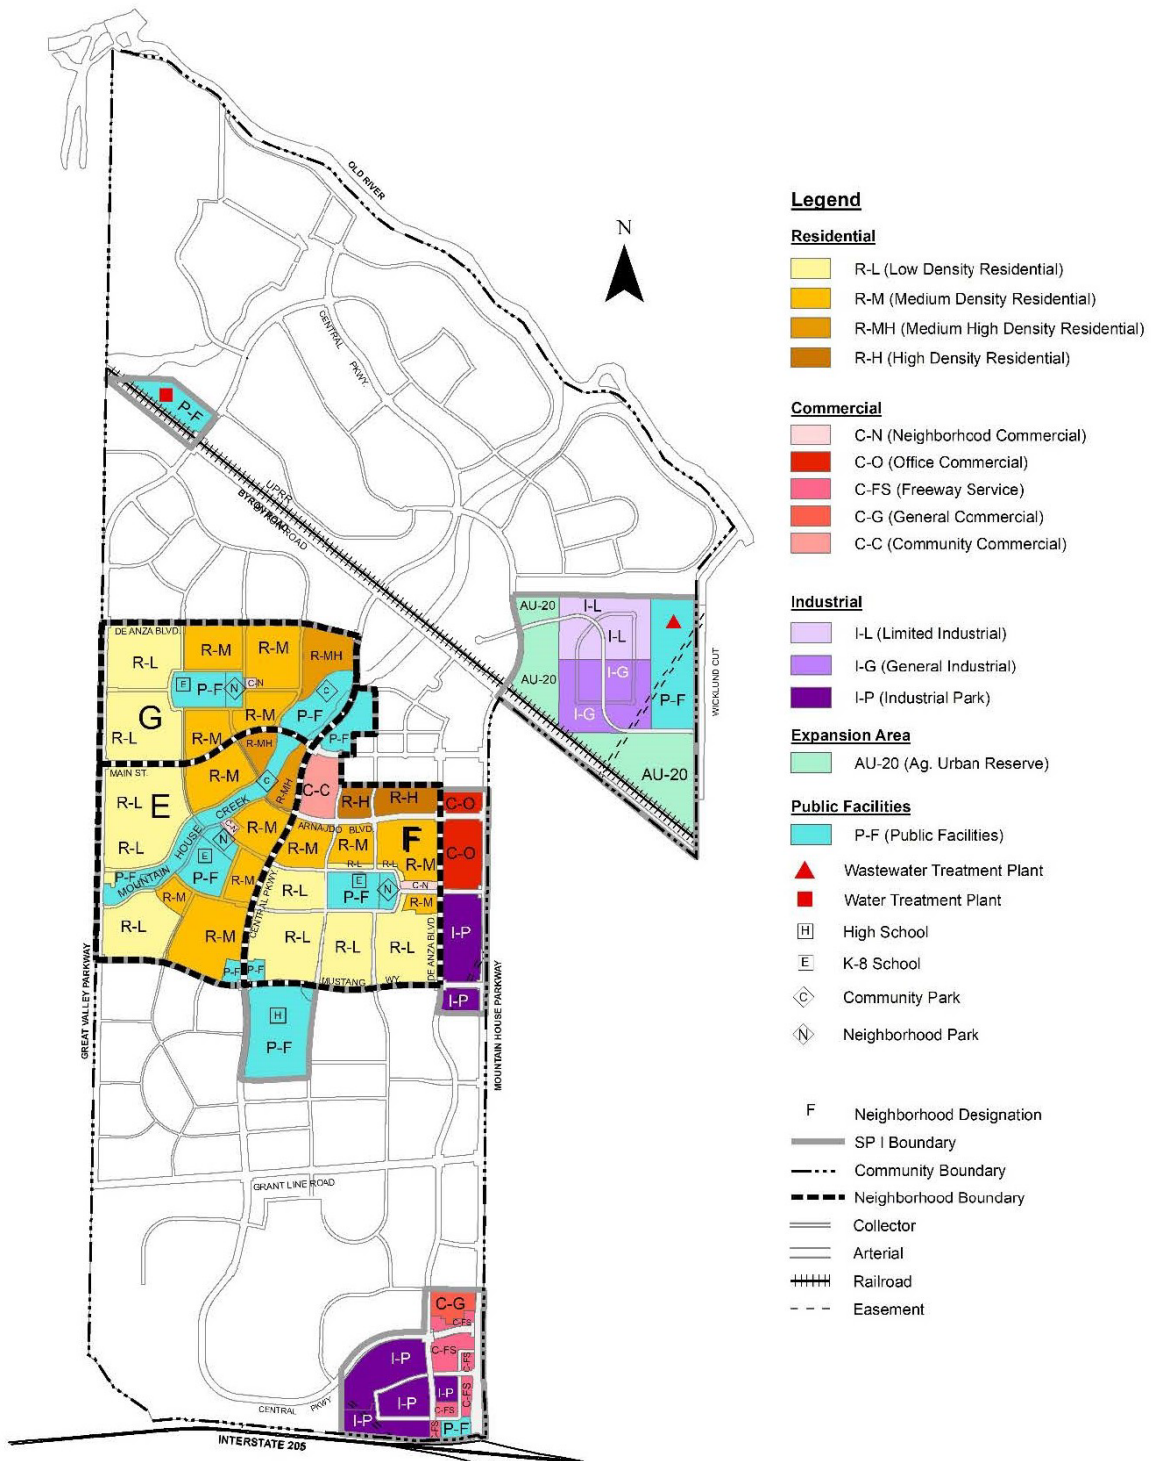 OLD RIVER
N
CENTRAL
PKWY.
P-F
UPRR
BYRON ROAD
DE ANZA BLVD.
R-L
R-M
R-M
R-MH
E
P-F
N
C-N
C
P-F
G
R-L
R-M
R-M
P-F
R-MH
MAIN ST.
R-L
E
R-M
C
R-MH
C-C
R-H
R-H
C-O
CREEK
C-N
R-M
ARNAUDO BLVD.
R-L
HOUSE
N
R-M
R-M
F
R-M
C-O
E
P-F
R-L
R-L
P-F
MOUNTAIN
R-M
R-M
R-L
E
P-F
N
C-N
R-M
CENTRAL PKWY.
R-L
R-M
R-L
R-L
R-L
DE ANZA BLVD
I-P
P-F
P-F
MUSTANG WY.
I-P
H
P-F
GREAT VALLEY PARKWAY
MOUNTAIN HOUSE PARKWAY
AU-20
I-L
I-L
AU-20
I-G
I-G
P-F
AU-20
WICKLUND CUT
GRANT LINE ROAD
C-G
C-FS
C-FS
C-FS
I-P
I-P
I-P
C-FS
C-FS
I-P
C-FS
P-F
CENTRAL PKWY
INTERSTATE 205
Legend
Residential
R-L (Low Density Residential)
R-M (Medium Density Residential)
R-MH (Medium High Density Residential)
R-H (High Density Residential)
Commercial
C-N (Neighborhood Commercial)
C-O (Office Commercial)
C-FS (Freeway Service)
C-G (General Commercial)
C-C (Community Commercial)
Industrial
I-L (Limited Industrial)
I-G (General Industrial)
I-P (Industrial Park)
Expansion Area
AU-20 (Ag. Urban Reserve)
Public Facilities
P-F (Public Facilities)
Wastewater Treatment Plant
Water Treatment Plant
H High School
E K-8 School
C Community Park
N Neighborhood Park
F Neighborhood Designation
SP I Boundary
Community Boundary
Neighborhood Boundary
Collector
Arterial
Railroad
Easement